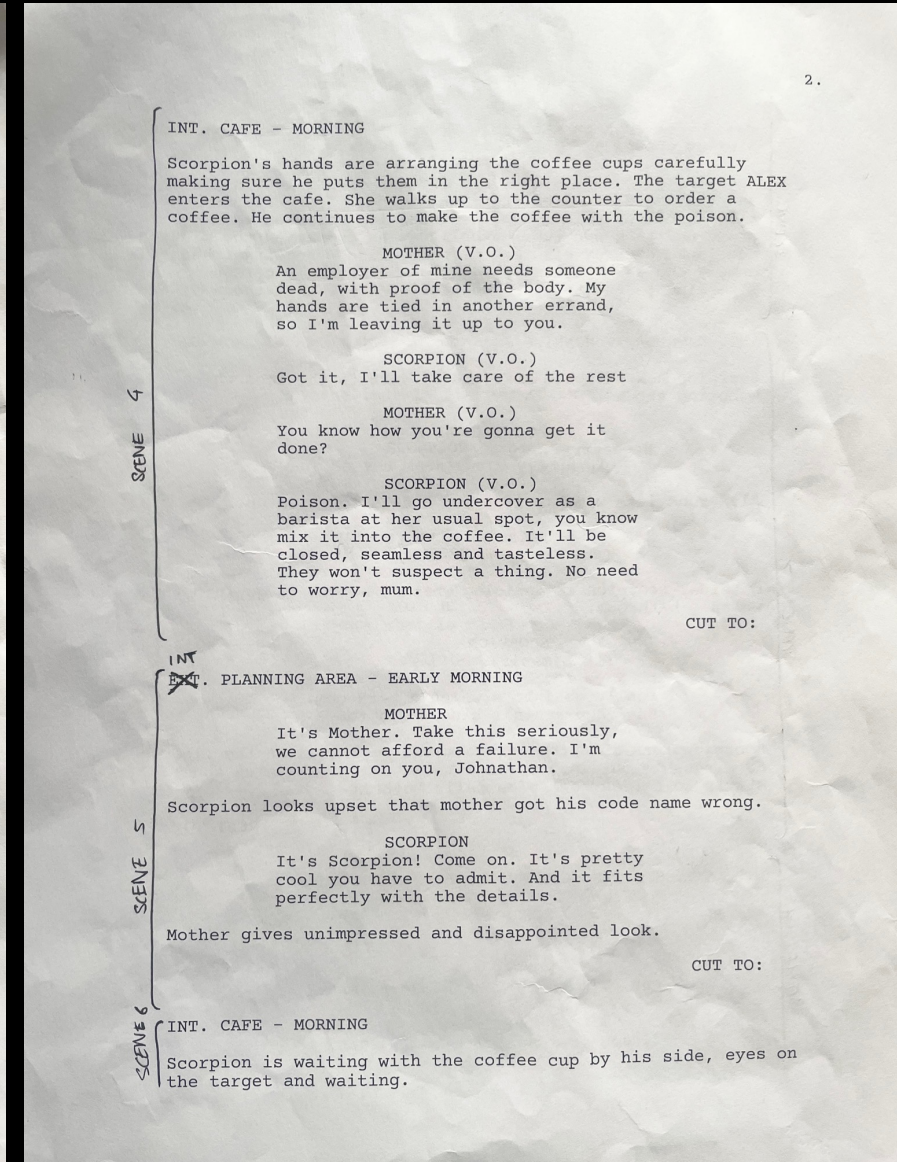 2.
INT. CAFE - MORNING
Scorpion's hands are arranging the coffee cups carefully
making sure he puts them in the right place. The target ALEX
enters the cafe. She walks up to the counter to order a
coffee. He continues to make the coffee with the poison.
MOTHER (V.O.)
An employer of mine needs someone
dead, with proof of the body. My
hands are tied in another errand,
so I'm leaving it up to you.
SCORPION (V.O.)
Got it, I'll take care of the rest
MOTHER (V.O.)
You know how you're gonna get it
done?
SCORPION (V.O.)
Poison. I'll go undercover as a
barista at her usual spot, you know
mix it into the coffee. It'll be
closed, seamless and tasteless.
They won't suspect a thing. No need
to worry, mum.
CUT TO:
SCENE 4
INT
EXT. PLANNING AREA - EARLY MORNING
MOTHER
It's Mother. Take this seriously,
we cannot afford a failure. I'm
counting on you, Johnathan.
Scorpion looks upset that mother got his code name wrong.
SCORPION
It's Scorpion! Come on. It's pretty
cool you have to admit. And it fits
perfectly with the details.
Mother gives unimpressed and disappointed look.
CUT TO:
SCENE 5
INT. CAFE - MORNING
Scorpion is waiting with the coffee cup by his side, eyes on
the target and waiting.
SCENE 6